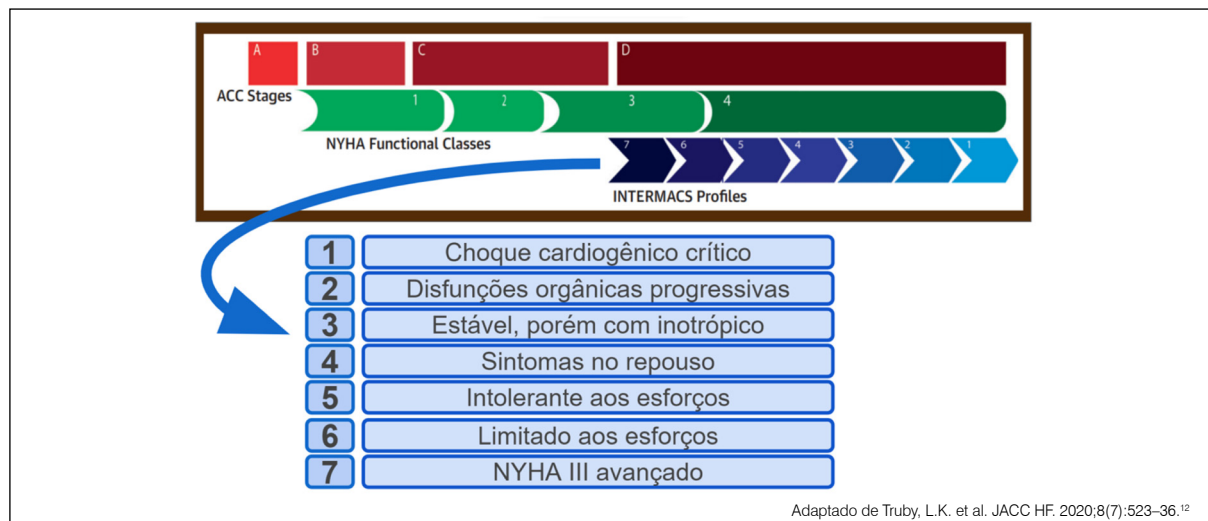 A B C D
ACC Stages
1 2 3 4
NYHA Functional Classes
7 6 5 4 3 2 1
INTERMACS Profiles
1 Choque cardiogênico crítico
2 Disfunções orgânicas progressivas
3 Estável, porém com inotrópico
4 Sintomas no repouso
5 Intolerante aos esforços
6 Limitado aos esforços
7 NYHA III avançado
Adaptado de Truby, L.K. et al. JACC HF. 2020;8(7):523–36.¹²